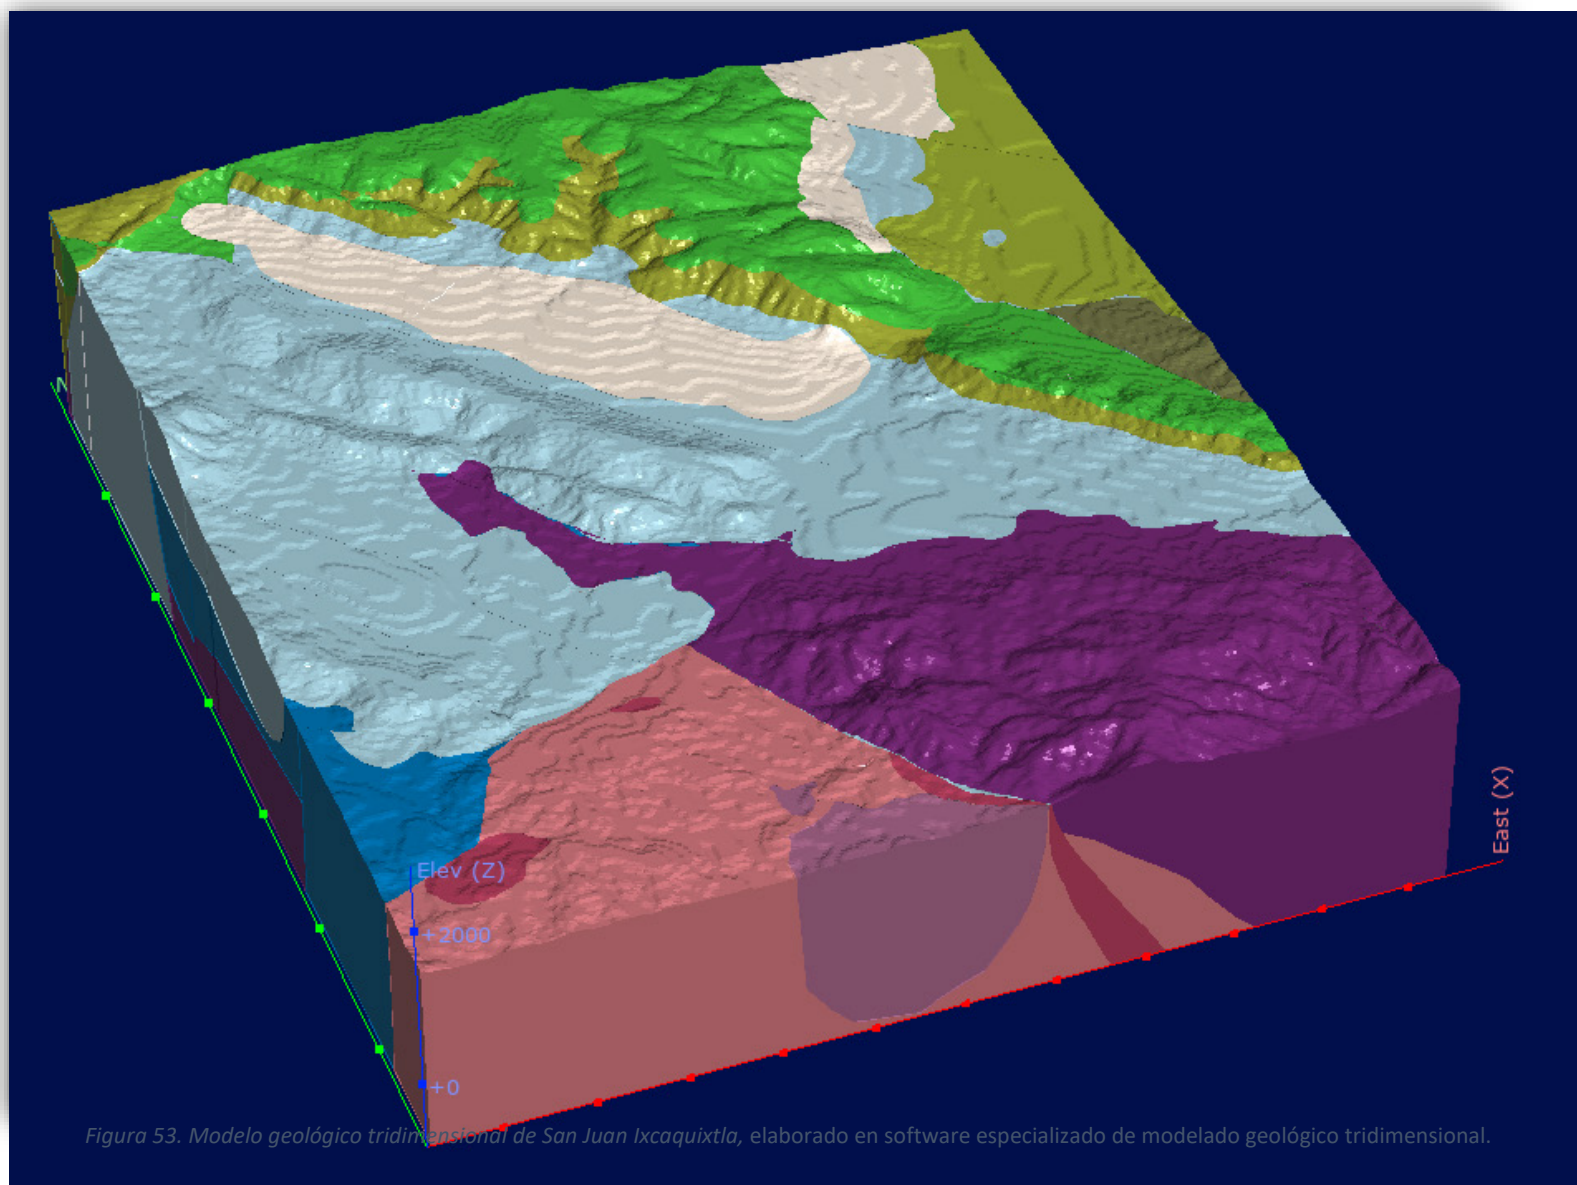 N
East (X)
Elev (Z)
+2000
+0
Figura 53. Modelo geológico tridimensional de San Juan Ixcaquixtla, elaborado en software especializado de modelado geológico tridimensional.